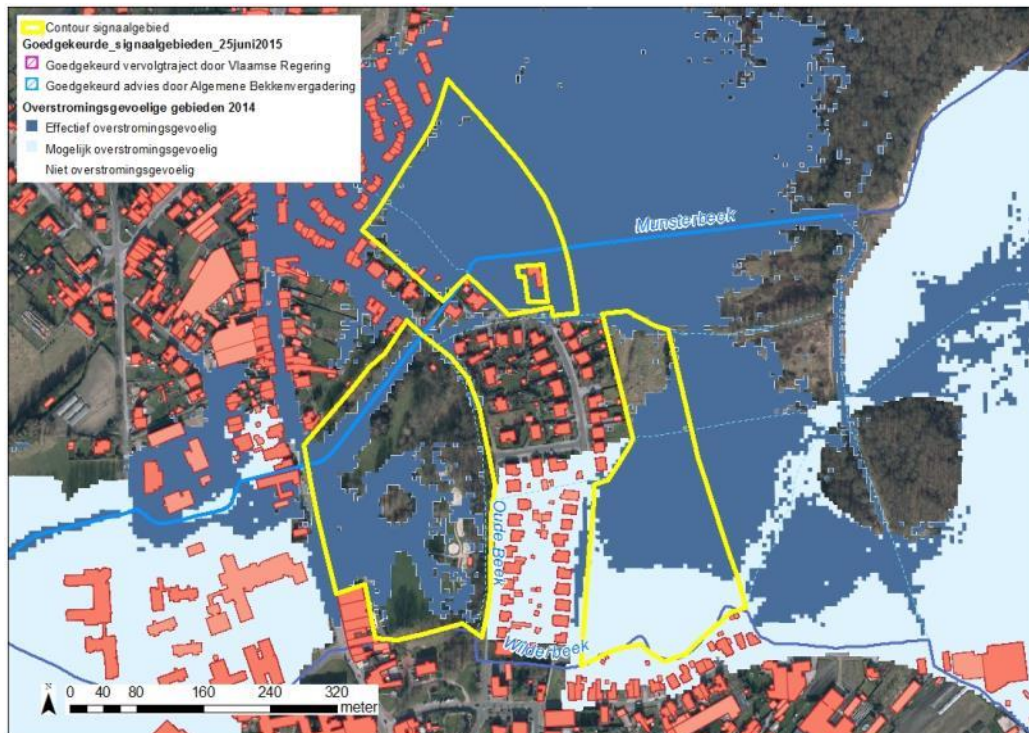 Contour signaalgebied
Goedgekeurde_signaalgebieden_25juni2015
Goedgekeurd vervolgtraject door Vlaamse Regering
Goedgekeurd advies door Algemene Bekkenvergadering
Overstromingsgevoelige gebieden 2014
Effectief overstromingsgevoelig
Mogelijk overstromingsgevoelig
Niet overstromingsgevoelig
Munsterbeek
Oude Beek
Wilderbeek
N
0 40 80 160 240 320
meter